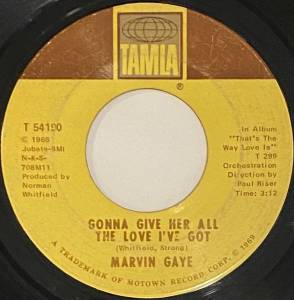 TAMLA
®
T 54190
© 1968
Jobete-BMI
N-K-S-
708M11
Produced by
Norman
Whitfield
In Album
"That's The
Way Love Is"
T 299
Orchestration
Direction by
Paul Riser
Time: 3:12
GONNA GIVE HER ALL
THE LOVE I'VE GOT
(Whitfield, Strong)
MARVIN GAYE
A TRADEMARK OF MOTOWN RECORD CORP. © 1969